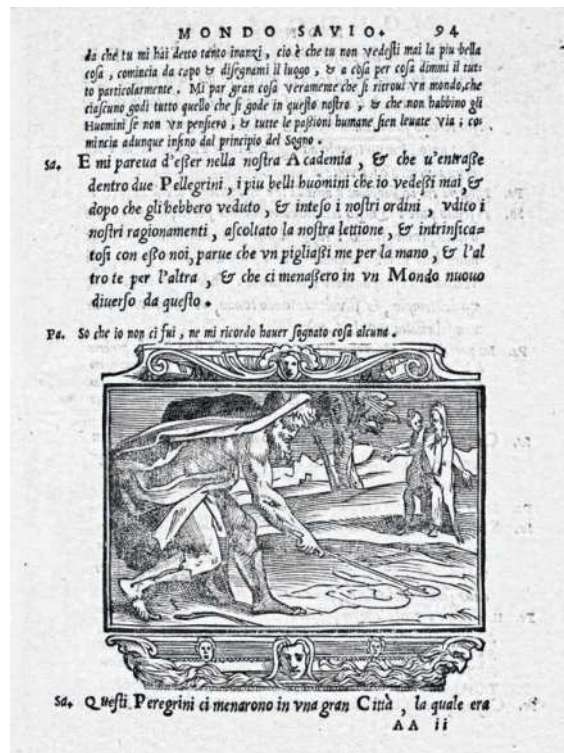 MONDO SAVIO. 94
da che tu mi hai detto tanto inanzi, cio è che tu non vedesti mai la piu bella
cosa, comincia da capo & disegnami il luogo, & a cosa per cosa dimmi il tut-
to particolarmente. Mi par gran cosa veramente che si ritroui vn mondo, che
ciascuno godi tutto quello che si gode in questo nostro, & che non habbino gli
Huomini se non vn pensiero, & tutte le passioni humane sien leuate via; co=
mincia adunque insino dal principio del Sogno.
Sa. E mi pareua d'esser nella nostra Academia, & che u'entraße
dentro due Pellegrini, i piu belli huomini che io vedeßi mai, &
dopo che gli hebbero veduto, & inteso i nostri ordini, vdito i
nostri ragionamenti, ascoltato la nostra lettione, & intrinsica=
tosi con eßo noi, parue che vn pigliaßi me per la mano, & l'al
tro te per l'altra, & che ci menaßero in vn Mondo nuouo
diuerso da questo.
Pa. So che io non ci fui, ne mi ricordo hauer sognato cosa alcuna.
Sa. Questi Peregrini ci menarono in vna gran Città, la quale era
AA ii